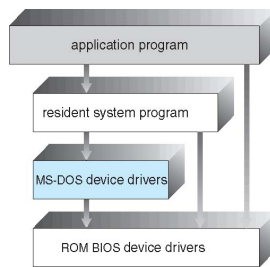 application program
resident system program
MS-DOS device drivers
ROM BIOS device drivers